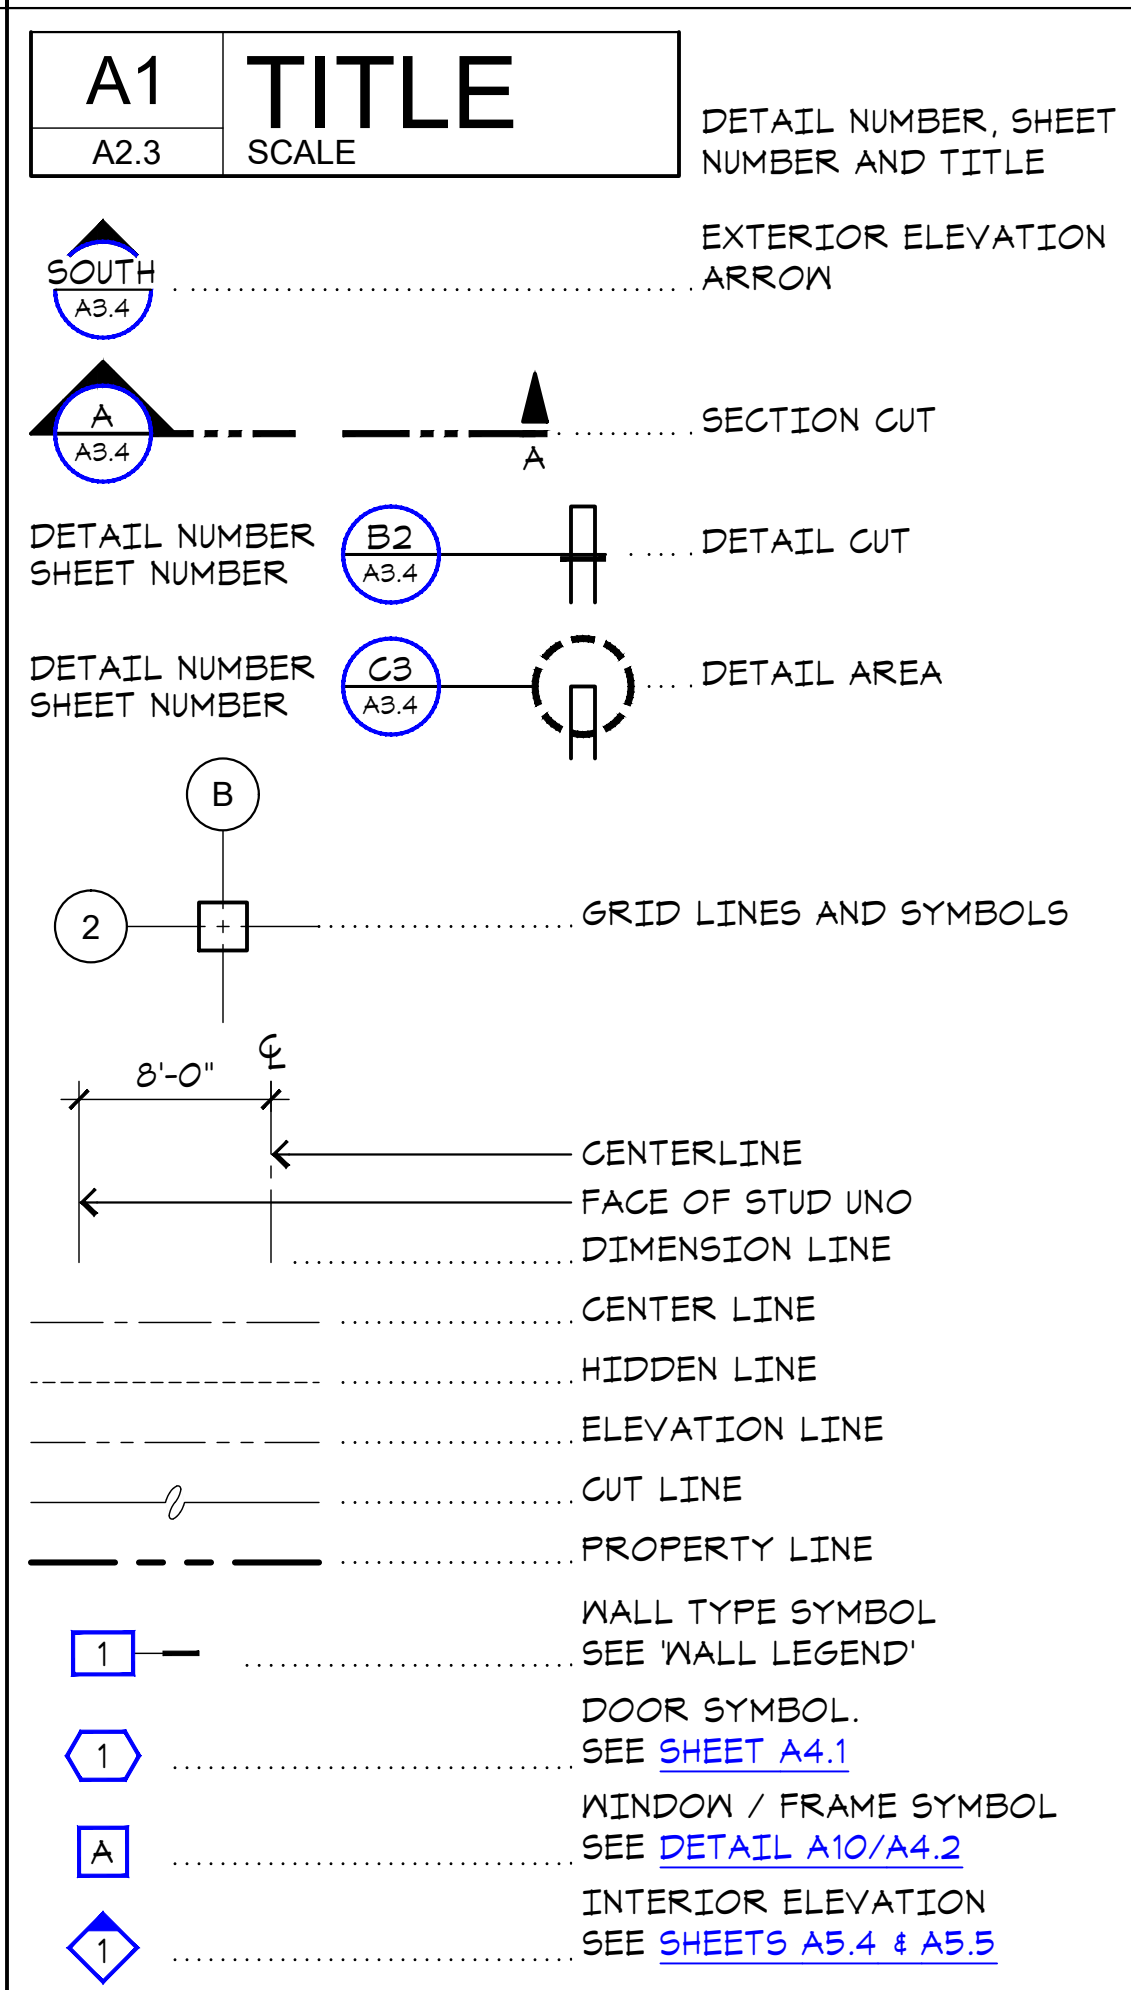 A1
TITLE
A2.3
SCALE
DETAIL NUMBER, SHEET
NUMBER AND TITLE
SOUTH
A3.4
EXTERIOR ELEVATION
ARROW
A
A3.4
A
SECTION CUT
DETAIL NUMBER
SHEET NUMBER
B2
A3.4
DETAIL CUT
DETAIL NUMBER
SHEET NUMBER
C3
A3.4
DETAIL AREA
B
2
GRID LINES AND SYMBOLS
℄
8'-0"
CENTERLINE
FACE OF STUD UNO
DIMENSION LINE
CENTER LINE
HIDDEN LINE
ELEVATION LINE
CUT LINE
PROPERTY LINE
1
WALL TYPE SYMBOL
SEE 'WALL LEGEND'
1
DOOR SYMBOL.
SEE SHEET A4.1
A
WINDOW / FRAME SYMBOL
SEE DETAIL A10/A4.2
1
INTERIOR ELEVATION
SEE SHEETS A5.4 & A5.5